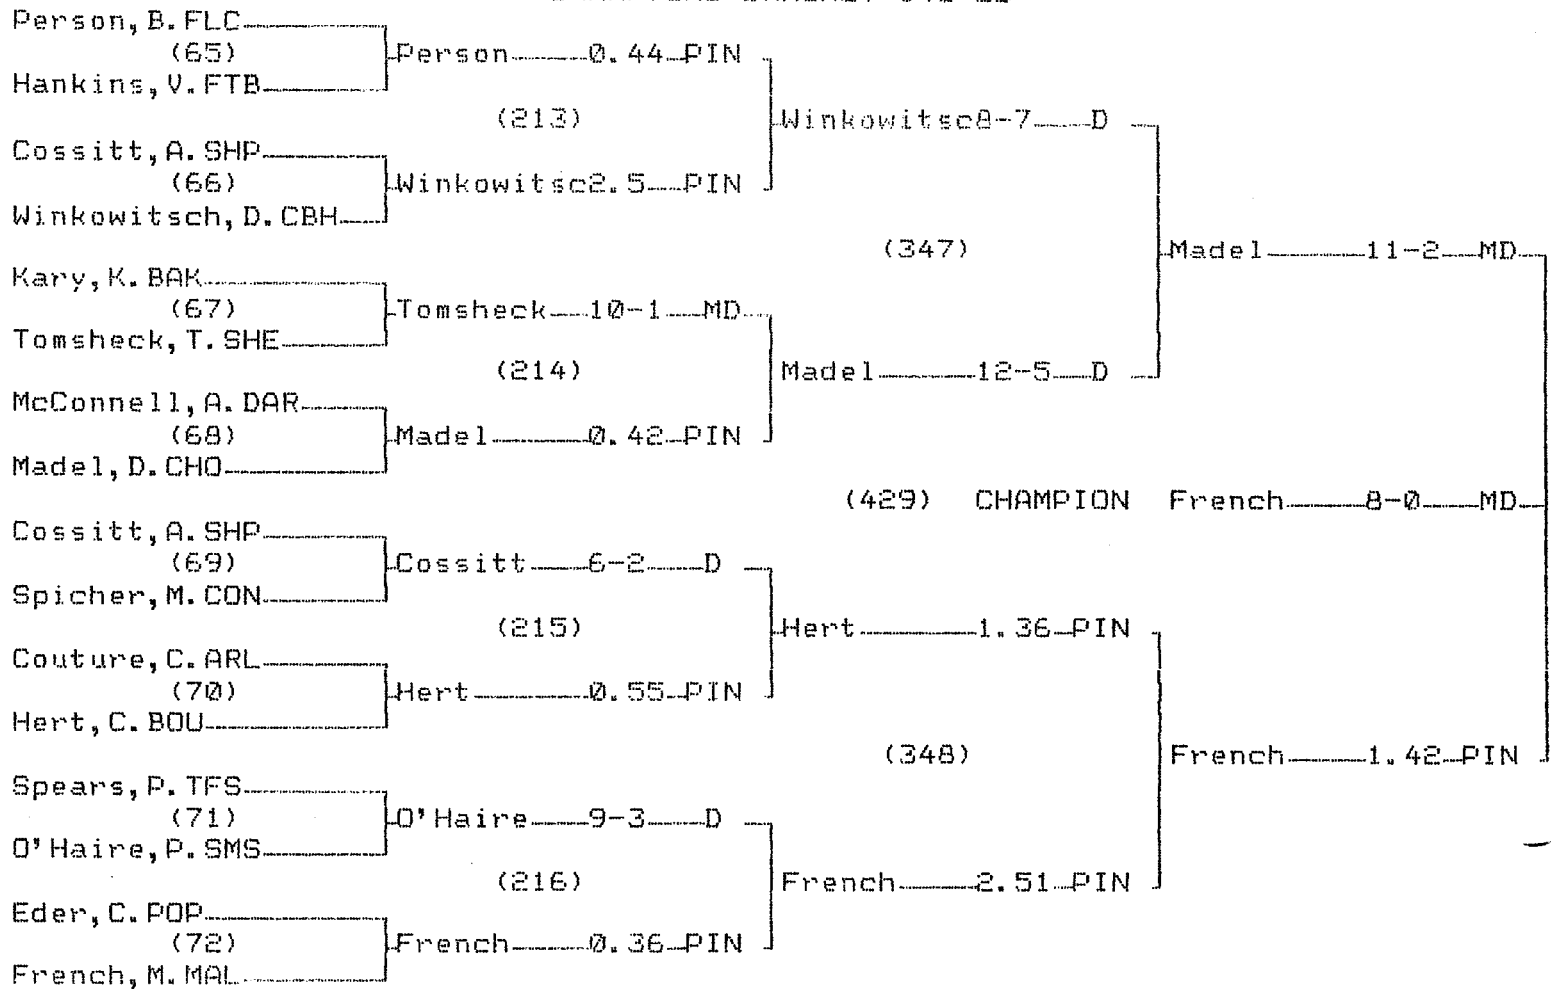 Person, B. FLC
(65) Person 0.44 PIN
Hankins, V. FTB
(213) Winkowitsc8-7 D
Cossitt, A. SHP
(66) Winkowitsc2.5 PIN
Winkowitsch, D. CBH
(347) Madel 11-2 MD
Kary, K. BAK
(67) Tomsheck 10-1 MD
Tomsheck, T. SHE
(214) Madel 12-5 D
McConnell, A. DAR
(68) Madel 0.42 PIN
Madel, D. CHO
(429) CHAMPION French 8-0 MD
Cossitt, A. SHP
(69) Cossitt 6-2 D
Spicher, M. CON
(215) Hert 1.36 PIN
Couture, C. ARL
(70) Hert 0.55 PIN
Hert, C. BOU
(348) French 1.42 PIN
Spears, P. TFS
(71) O'Haire 9-3 D
O'Haire, P. SMS
(216) French 2.51 PIN
Eder, C. POP
(72) French 0.36 PIN
French, M. MAL